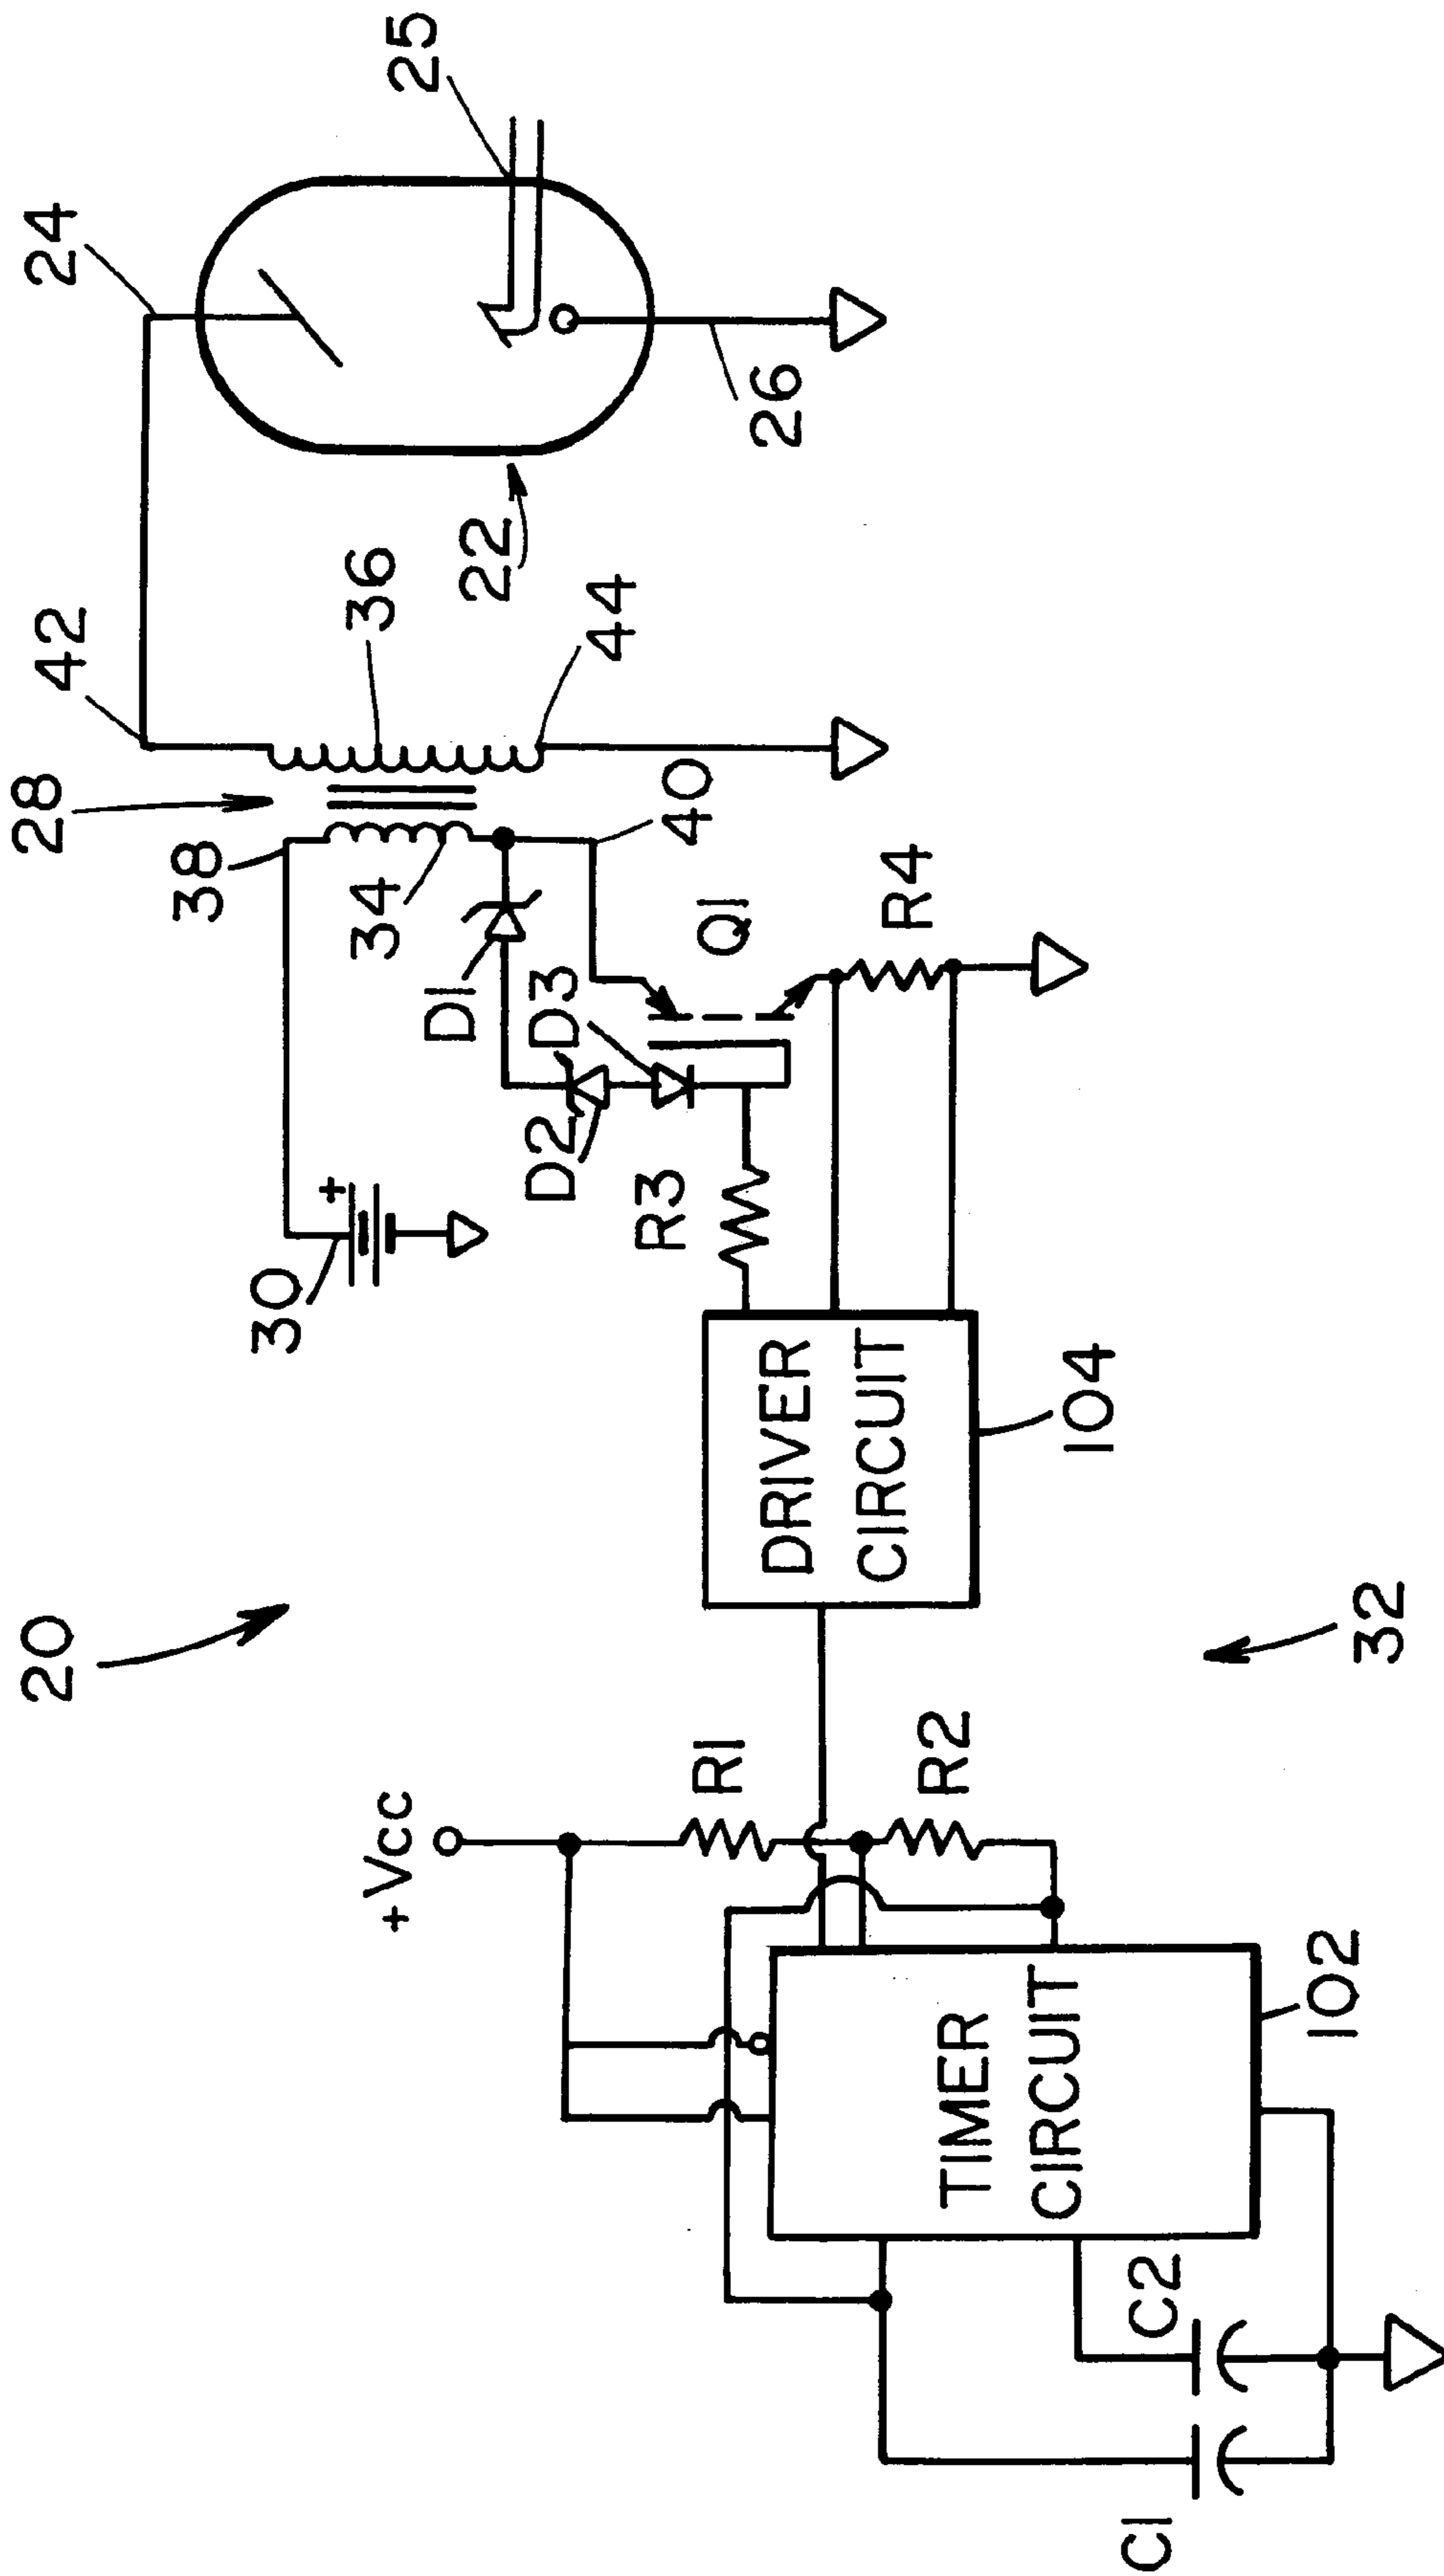 20
28
38
42
24
25
36
34
44
22
26
30
+
D1
D2
D3
40
Q1
R3
R4
+Vcc
R1
R2
DRIVER
CIRCUIT
104
TIMER
CIRCUIT
102
C1
C2
32